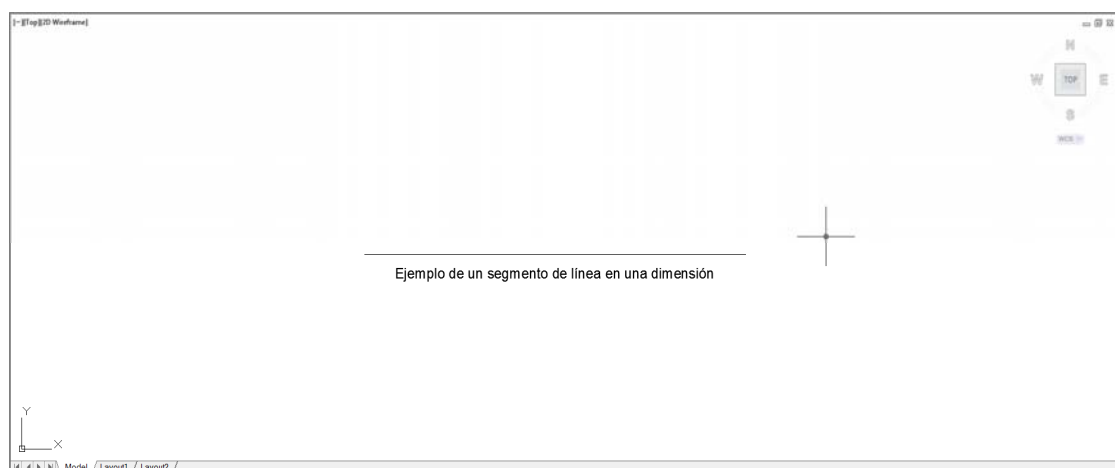 [-][Top][2D Wireframe]
N
W
TOP
E
S
WCS
Ejemplo de un segmento de línea en una dimensión
Y
X
Model
Layout1
Layout2